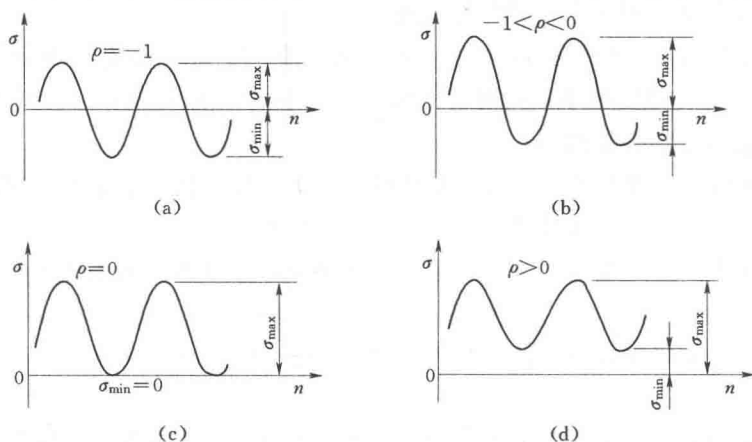 σ
ρ=−1
σmax
0
n
σmin
(a)
σ
−1<ρ<0
σmax
0
n
σmin
(b)
σ
ρ=0
σmax
0
σmin=0
n
(c)
σ
ρ>0
σmax
0
σmin
n
(d)